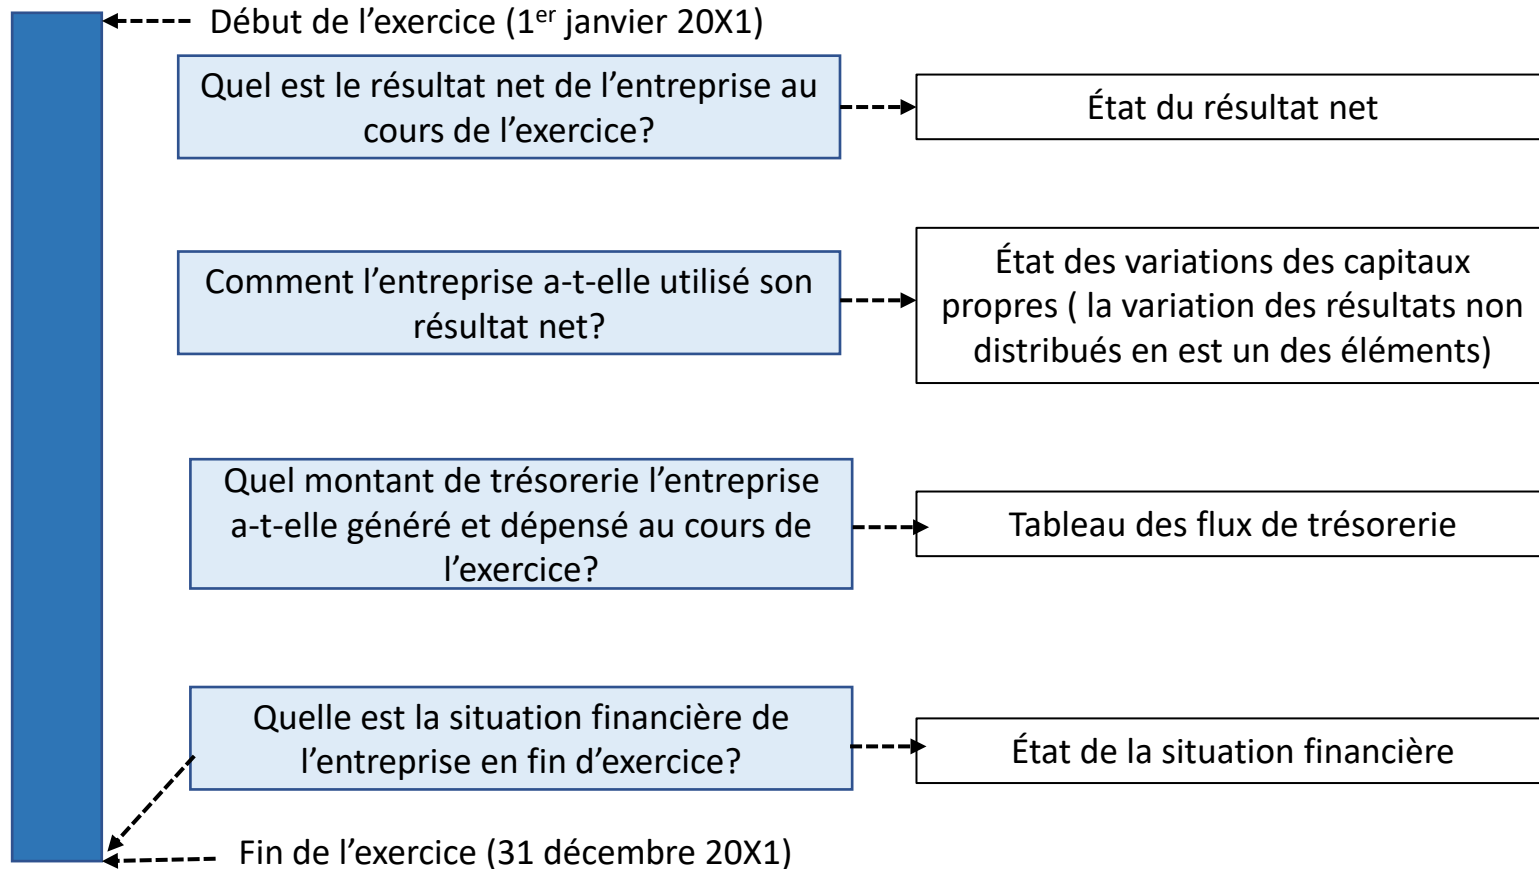 Début de l’exercice (1er janvier 20X1)
Quel est le résultat net de l’entreprise au
cours de l’exercice?
État du résultat net
Comment l’entreprise a-t-elle utilisé son
résultat net?
État des variations des capitaux
propres ( la variation des résultats non
distribués en est un des éléments)
Quel montant de trésorerie l’entreprise
a-t-elle généré et dépensé au cours de
l’exercice?
Tableau des flux de trésorerie
Quelle est la situation financière de
l’entreprise en fin d’exercice?
État de la situation financière
Fin de l’exercice (31 décembre 20X1)